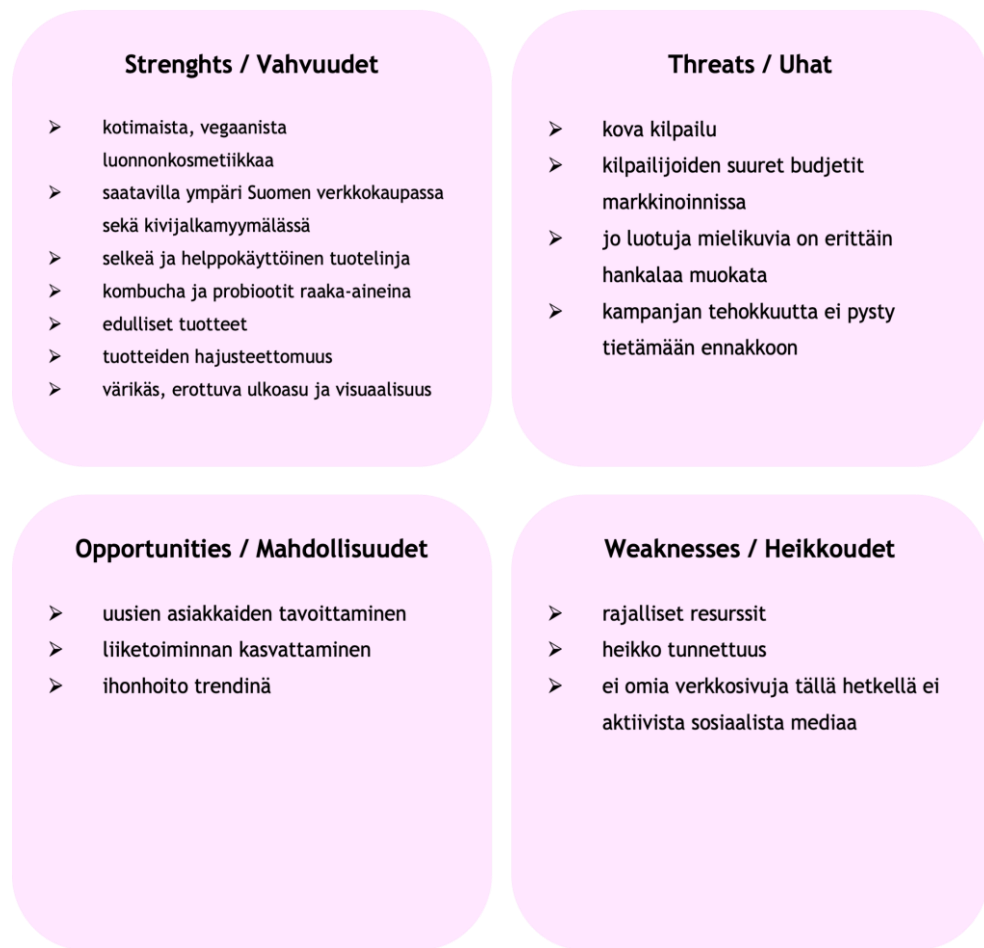 Strenghts / Vahvuudet
➢ kotimaista, vegaanista
luonnonkosmetiikkaa
➢ saatavilla ympäri Suomen verkkokaupassa
sekä kivijalkamyymälässä
➢ selkeä ja helppokäyttöinen tuotelinja
➢ kombucha ja probiootit raaka-aineina
➢ edulliset tuotteet
➢ tuotteiden hajusteettomuus
➢ värikäs, erottuva ulkoasu ja visuaalisuus
Threats / Uhat
➢ kova kilpailu
➢ kilpailijoiden suuret budjetit
markkinoinnissa
➢ jo luotuja mielikuvia on erittäin
hankalaa muokata
➢ kampanjan tehokkuutta ei pysty
tietämään ennakkoon
Opportunities / Mahdollisuudet
➢ uusien asiakkaiden tavoittaminen
➢ liiketoiminnan kasvattaminen
➢ ihonhoito trendinä
Weaknesses / Heikkoudet
➢ rajalliset resurssit
➢ heikko tunnettuus
➢ ei omia verkkosivuja tällä hetkellä ei
aktiivista sosiaalista mediaa